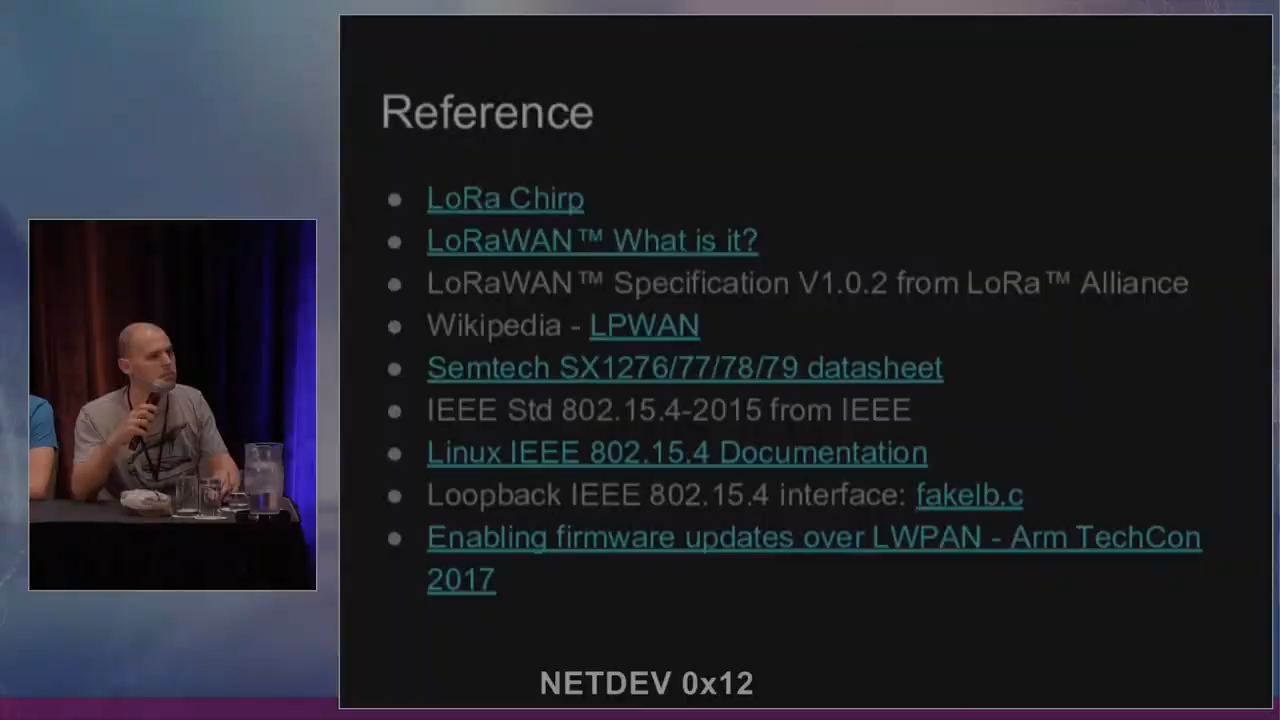 Reference
LoRa Chirp
LoRaWAN™ What is it?
LoRaWAN™ Specification V1.0.2 from LoRa™ Alliance
Wikipedia - LPWAN
Semtech SX1276/77/78/79 datasheet
IEEE Std 802.15.4-2015 from IEEE
Linux IEEE 802.15.4 Documentation
Loopback IEEE 802.15.4 interface: fakelb.c
Enabling firmware updates over LWPAN - Arm TechCon
2017
NETDEV 0x12